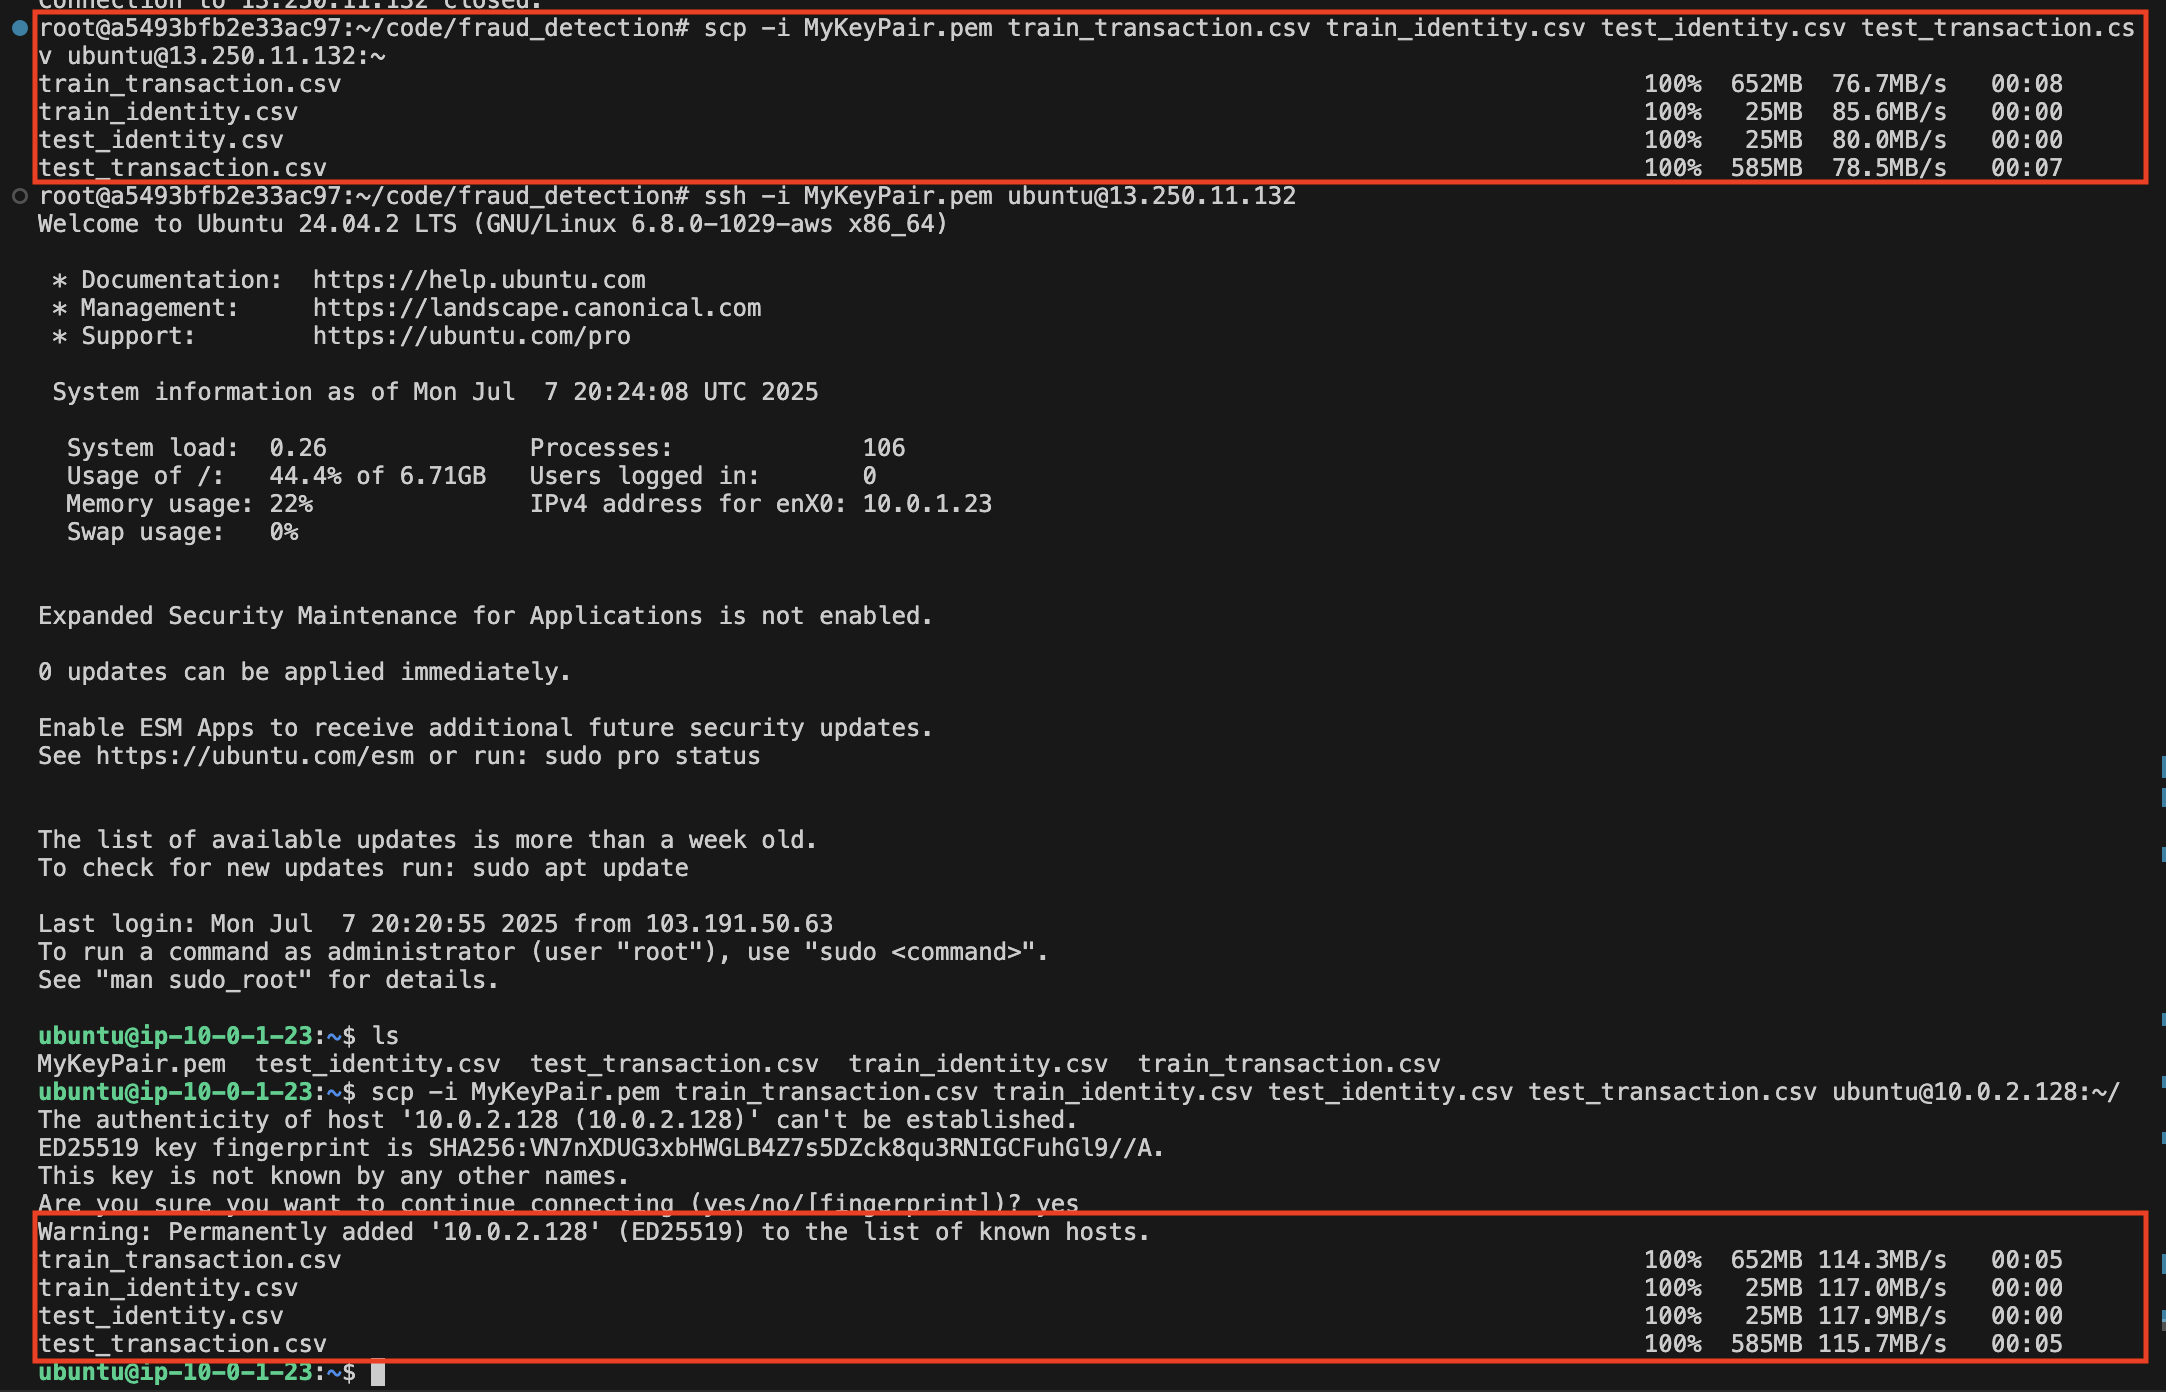 Connection to 13.250.11.132 closed.
root@a5493bfb2e33ac97:~/code/fraud_detection# scp -i MyKeyPair.pem train_transaction.csv train_identity.csv test_identity.csv test_transaction.cs
v ubuntu@13.250.11.132:~
train_transaction.csv 100% 652MB 76.7MB/s 00:08
train_identity.csv 100% 25MB 85.6MB/s 00:00
test_identity.csv 100% 25MB 80.0MB/s 00:00
test_transaction.csv 100% 585MB 78.5MB/s 00:07
root@a5493bfb2e33ac97:~/code/fraud_detection# ssh -i MyKeyPair.pem ubuntu@13.250.11.132
Welcome to Ubuntu 24.04.2 LTS (GNU/Linux 6.8.0-1029-aws x86_64)
* Documentation: https://help.ubuntu.com
* Management: https://landscape.canonical.com
* Support: https://ubuntu.com/pro
System information as of Mon Jul 7 20:24:08 UTC 2025
System load: 0.26 Processes: 106
Usage of /: 44.4% of 6.71GB Users logged in: 0
Memory usage: 22% IPv4 address for enX0: 10.0.1.23
Swap usage: 0%
Expanded Security Maintenance for Applications is not enabled.
0 updates can be applied immediately.
Enable ESM Apps to receive additional future security updates.
See https://ubuntu.com/esm or run: sudo pro status
The list of available updates is more than a week old.
To check for new updates run: sudo apt update
Last login: Mon Jul 7 20:20:55 2025 from 103.191.50.63
To run a command as administrator (user "root"), use "sudo <command>".
See "man sudo_root" for details.
ubuntu@ip-10-0-1-23:~$ ls
MyKeyPair.pem test_identity.csv test_transaction.csv train_identity.csv train_transaction.csv
ubuntu@ip-10-0-1-23:~$ scp -i MyKeyPair.pem train_transaction.csv train_identity.csv test_identity.csv test_transaction.csv ubuntu@10.0.2.128:~/
The authenticity of host '10.0.2.128 (10.0.2.128)' can't be established.
ED25519 key fingerprint is SHA256:VN7nXDUG3xbHWGLB4Z7s5DZck8qu3RNIGCFuhGl9//A.
This key is not known by any other names.
Are you sure you want to continue connecting (yes/no/[fingerprint])? yes
Warning: Permanently added '10.0.2.128' (ED25519) to the list of known hosts.
train_transaction.csv 100% 652MB 114.3MB/s 00:05
train_identity.csv 100% 25MB 117.0MB/s 00:00
test_identity.csv 100% 25MB 117.9MB/s 00:00
test_transaction.csv 100% 585MB 115.7MB/s 00:05
ubuntu@ip-10-0-1-23:~$